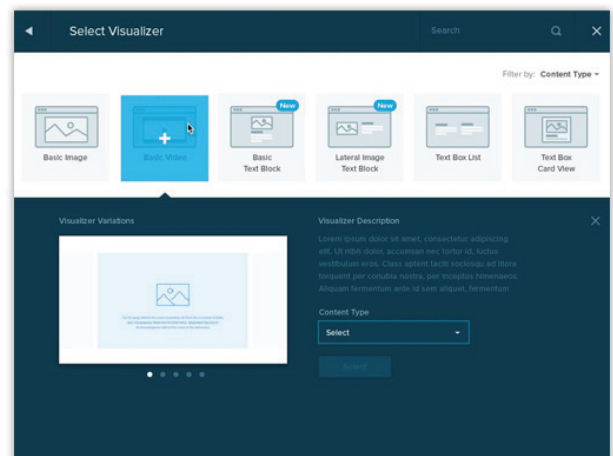 Select Visualizer
Search
Filter by: Content Type
New
New
Basic Image
Basic Video
Basic
Text Block
Lateral Image
Text Block
Text Box List
Text Box
Card View
Visualizer Variations
Visualizer Description
Lorem ipsum dolor sit amet, consectetur adipiscing
elit. Ut nibh dolor, accumsan nec tortor id, luctus
vestibulum eros. Class aptent taciti sociosqu ad litora
torquent per conubia nostra, per inceptos himenaeos.
Aliquam fermentum ante id sem aliquet, fermentum
Content Type
Select
Select